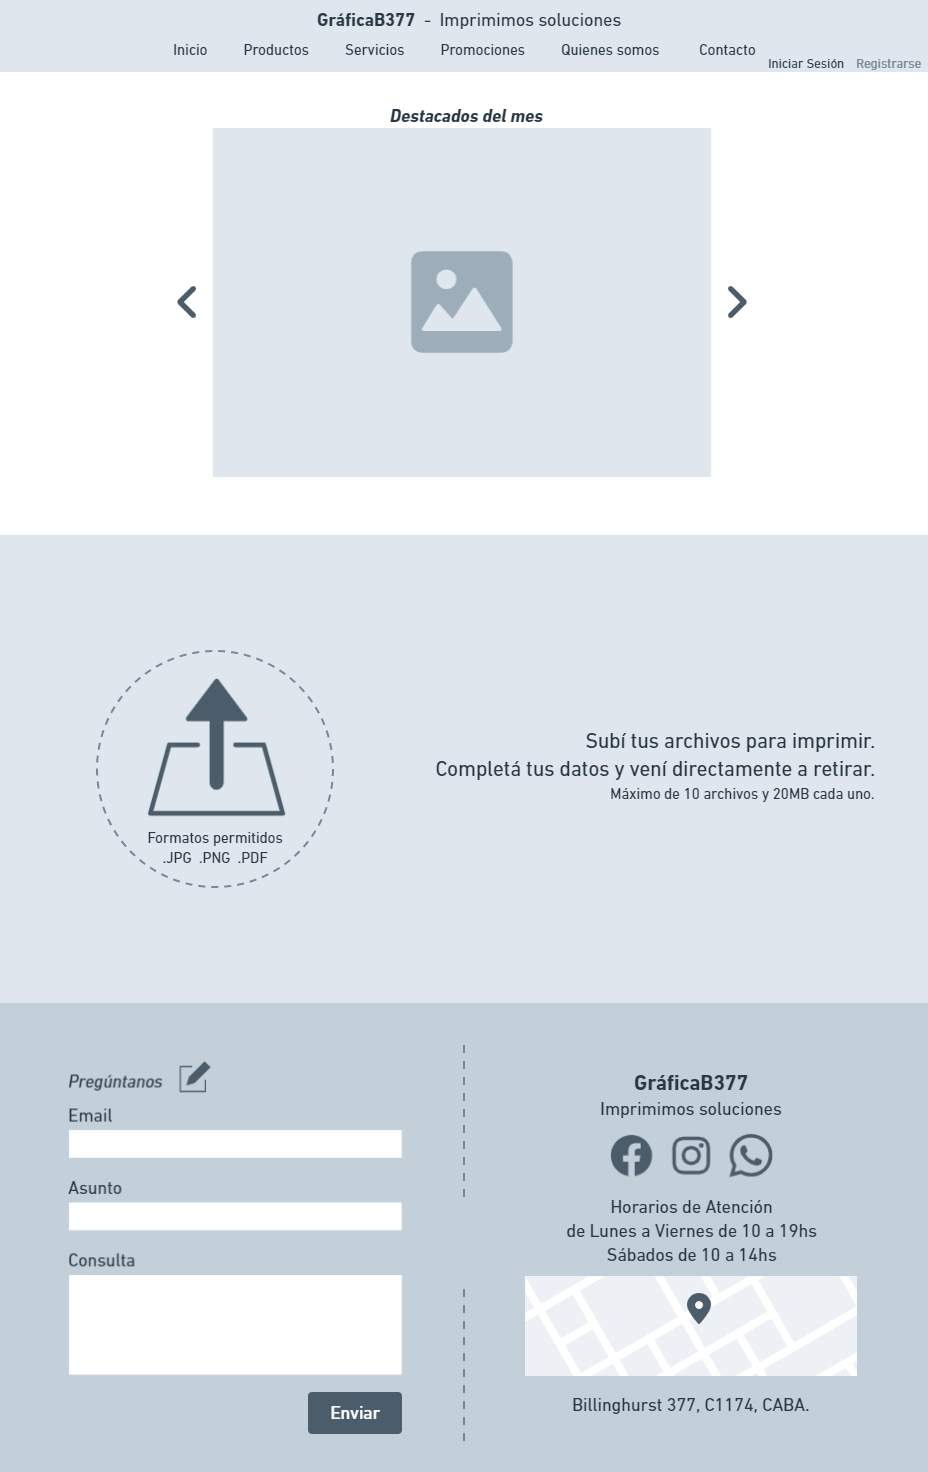 GráficaB377 - Imprimimos soluciones
Inicio Productos Servicios Promociones Quienes somos Contacto
Iniciar Sesión Registrarse
Destacados del mes
Subí tus archivos para imprimir.
Completá tus datos y vení directamente a retirar.
Máximo de 10 archivos y 20MB cada uno.
Formatos permitidos
.JPG .PNG .PDF
Pregúntanos
Email
Asunto
Consulta
Enviar
GráficaB377
Imprimimos soluciones
Horarios de Atención
de Lunes a Viernes de 10 a 19hs
Sábados de 10 a 14hs
Billinghurst 377, C1174, CABA.